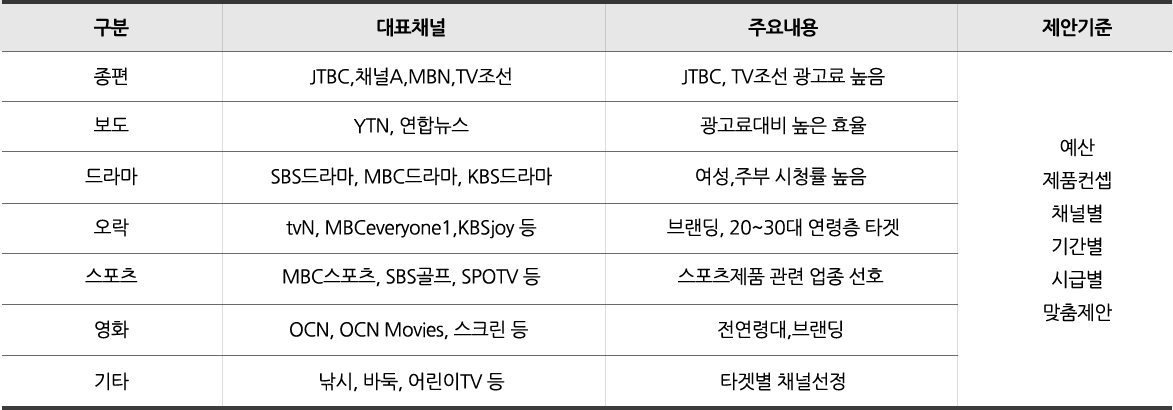 구분 대표채널 주요내용 제안기준
종편 JTBC,채널A,MBN,TV조선 JTBC, TV조선 광고료 높음
보도 YTN, 연합뉴스 광고료대비 높은 효율
드라마 SBS드라마, MBC드라마, KBS드라마 여성,주부 시청률 높음
오락 tvN, MBCeveryone1,KBSjoy 등 브랜딩, 20~30대 연령층 타겟
스포츠 MBC스포츠, SBS골프, SPOTV 등 스포츠제품 관련 업종 선호
영화 OCN, OCN Movies, 스크린 등 전연령대,브랜딩
기타 낚시, 바둑, 어린이TV 등 타겟별 채널선정
예산
제품컨셉
채널별
기간별
시급별
맞춤제안